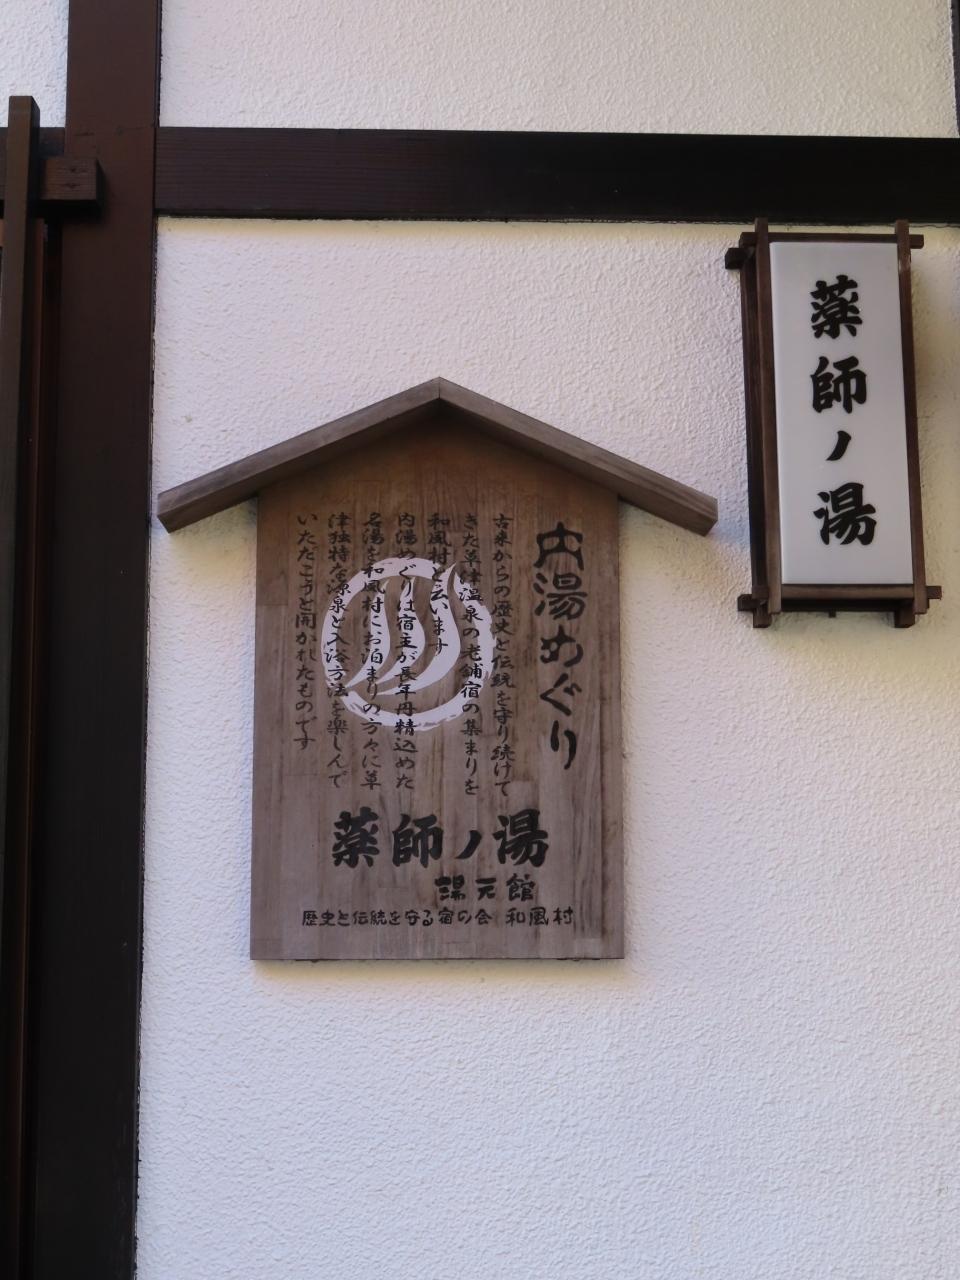 内湯めぐり
古来からの歴史と伝統を守り続けて
きた草津温泉の老舗宿の集まりを
和風村と云います
内湯めぐりは宿主が長年丹精込めた
名湯を和風村にお泊まりの方々に草
津独特な源泉と入浴方法を楽しんで
いただこうと開かれたものです
薬師ノ湯
湯元館
歴史と伝統を守る宿の会 和風村
薬師ノ湯